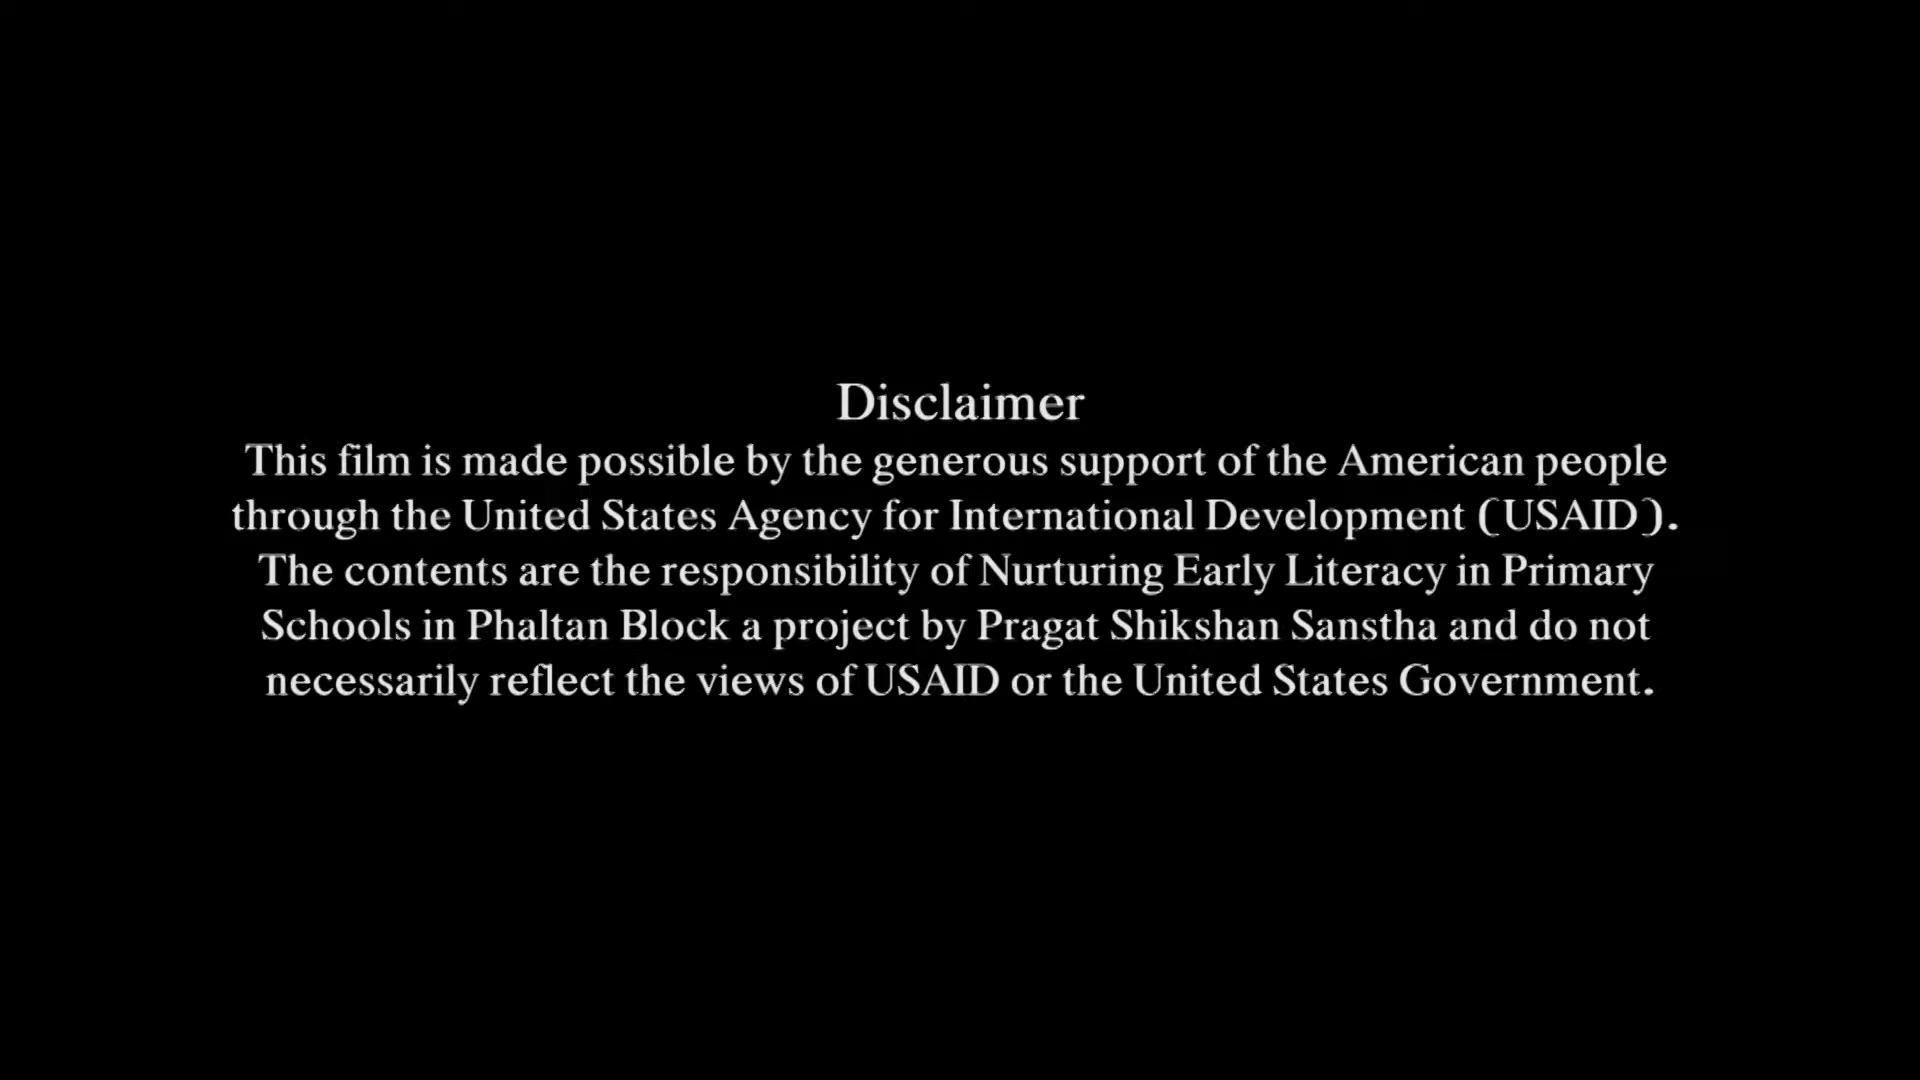 Disclaimer
This film is made possible by the generous support of the American people
through the United States Agency for International Development (USAID).
The contents are the responsibility of Nurturing Early Literacy in Primary
Schools in Phaltan Block a project by Pragat Shikshan Sanstha and do not
necessarily reflect the views of USAID or the United States Government.